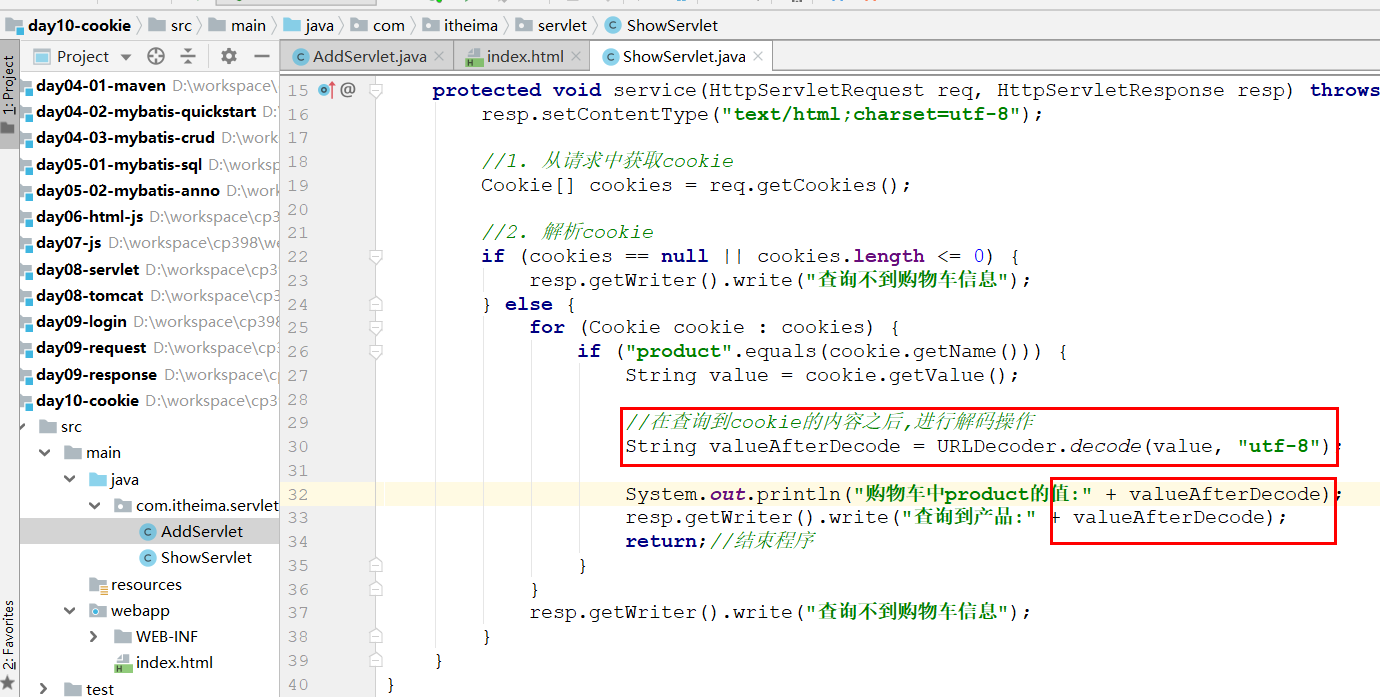 day10-cookie src main java com itheima servlet ShowServlet
1: Project
Project
AddServlet.java index.html ShowServlet.java
day04-01-maven D:\workspace\
day04-02-mybatis-quickstart D:
day04-03-mybatis-crud D:\work
day05-01-mybatis-sql D:\workspa
day05-02-mybatis-anno D:\work
day06-html-js D:\workspace\cp3
day07-js D:\workspace\cp398\we
day08-servlet D:\workspace\cp3
day08-tomcat D:\workspace\cp3
day09-login D:\workspace\cp398
day09-request D:\workspace\cp3
day09-response D:\workspace\c
day10-cookie D:\workspace\cp3
src
main
java
com.itheima.servlet
AddServlet
ShowServlet
resources
webapp
WEB-INF
index.html
test
2: Favorites
15 protected void service(HttpServletRequest req, HttpServletResponse resp) throws
16 resp.setContentType("text/html;charset=utf-8");
17
18 //1. 从请求中获取cookie
19 Cookie[] cookies = req.getCookies();
20
21 //2. 解析cookie
22 if (cookies == null || cookies.length <= 0) {
23 resp.getWriter().write("查询不到购物车信息");
24 } else {
25 for (Cookie cookie : cookies) {
26 if ("product".equals(cookie.getName())) {
27 String value = cookie.getValue();
28
29 //在查询到cookie的内容之后,进行解码操作
30 String valueAfterDecode = URLDecoder.decode(value, "utf-8");
31
32 System.out.println("购物车中product的值:" + valueAfterDecode);
33 resp.getWriter().write("查询到产品:" + valueAfterDecode);
34 return;//结束程序
35 }
36 }
37 resp.getWriter().write("查询不到购物车信息");
38 }
39 }
40 }